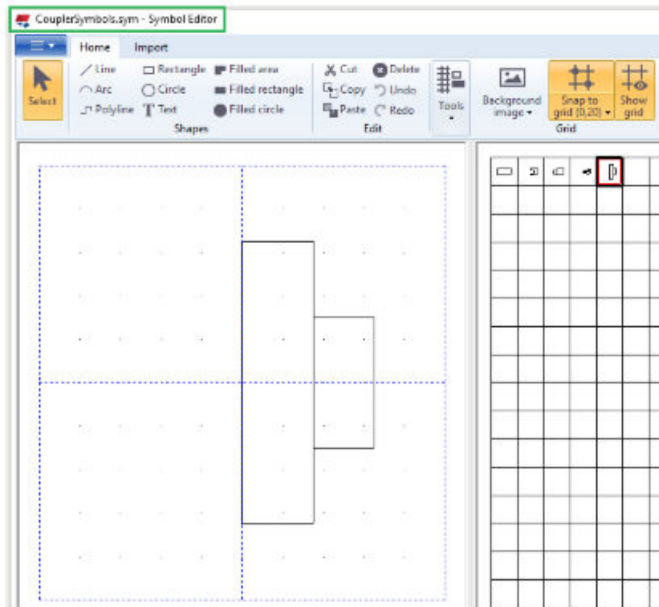 CouplerSymbols.sym - Symbol Editor
Home Import
Select
Line Rectangle Filled area
Arc Circle Filled rectangle
Polyline Text Filled circle
Shapes
Cut Delete
Copy Undo
Paste Redo
Edit
Tools
Background
image
Snap to
grid (0,20)
Show
grid
Grid